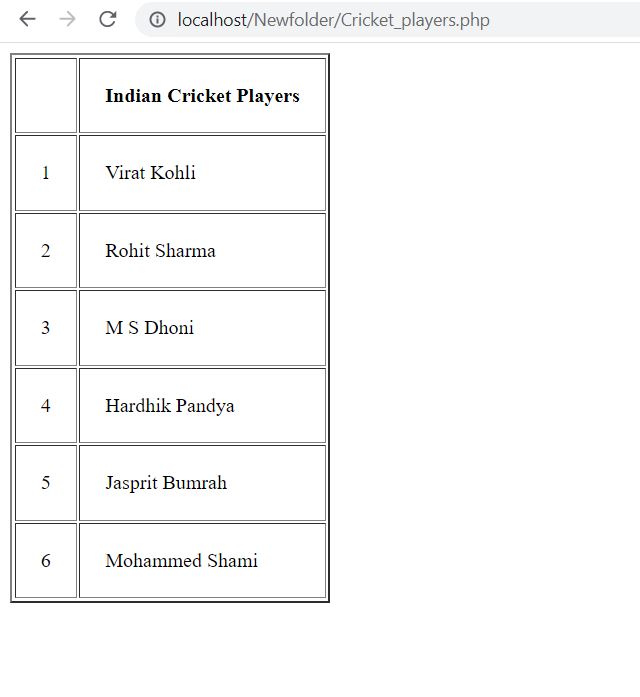 localhost/Newfolder/Cricket_players.php
Indian Cricket Players
1 Virat Kohli
2 Rohit Sharma
3 M S Dhoni
4 Hardhik Pandya
5 Jasprit Bumrah
6 Mohammed Shami